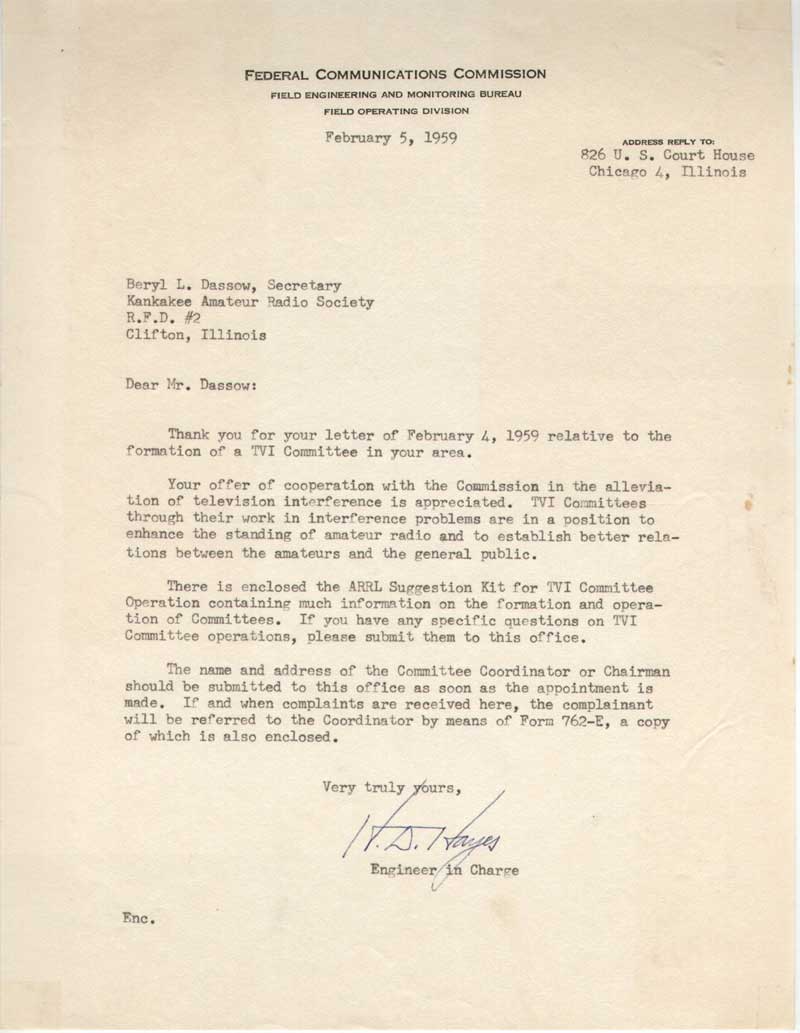 FEDERAL COMMUNICATIONS COMMISSION
FIELD ENGINEERING AND MONITORING BUREAU
FIELD OPERATING DIVISION
February 5, 1959
ADDRESS REPLY TO:
826 U. S. Court House
Chicago 4, Illinois
Beryl L. Dassow, Secretary
Kankakee Amateur Radio Society
R.F.D. #2
Clifton, Illinois
Dear Mr. Dassow:
Thank you for your letter of February 4, 1959 relative to the
formation of a TVI Committee in your area.
Your offer of cooperation with the Commission in the allevia-
tion of television interference is appreciated. TVI Committees
through their work in interference problems are in a position to
enhance the standing of amateur radio and to establish better rela-
tions between the amateurs and the general public.
There is enclosed the ARRL Suggestion Kit for TVI Committee
Operation containing much information on the formation and opera-
tion of Committees. If you have any specific questions on TVI
Committee operations, please submit them to this office.
The name and address of the Committee Coordinator or Chairman
should be submitted to this office as soon as the appointment is
made. If and when complaints are received here, the complainant
will be referred to the Coordinator by means of Form 762-E, a copy
of which is also enclosed.
Very truly yours,
H. D. Hayes
Engineer in Charge
Enc.